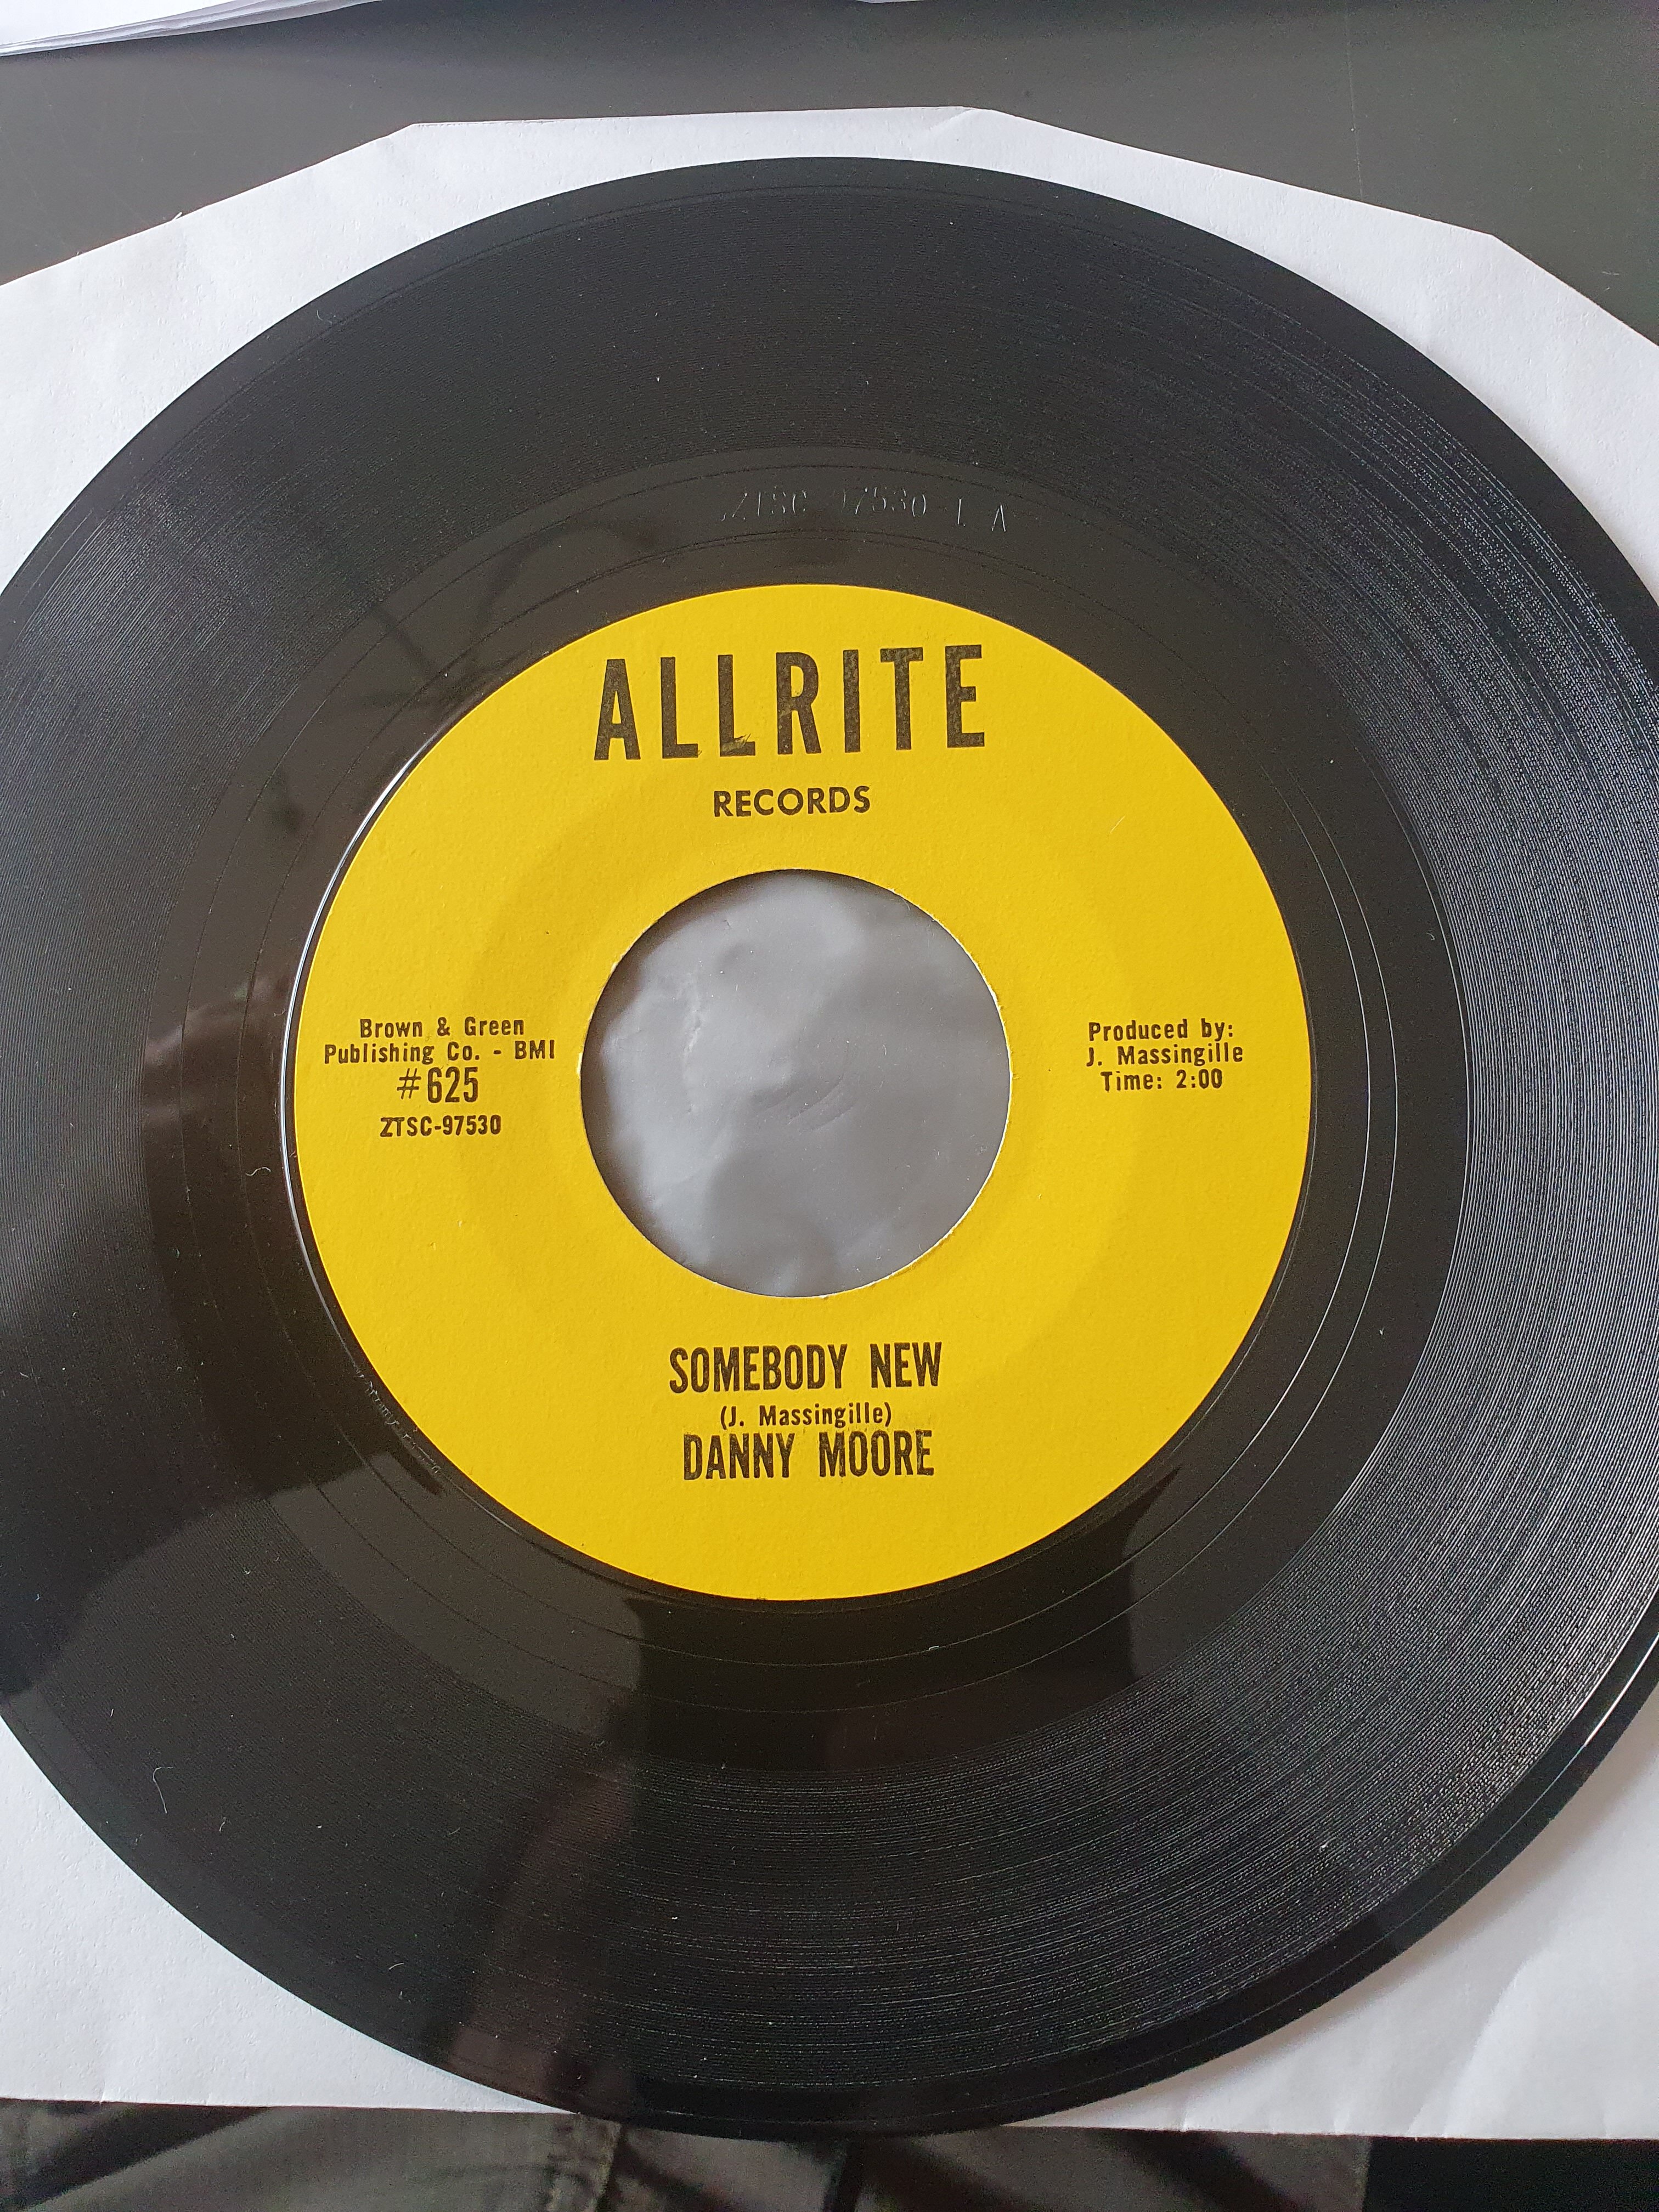 ZTSC 97530 1 A
ALLRITE
RECORDS
Brown & Green
Publishing Co. - BMI
#625
ZTSC-97530
Produced by:
J. Massingille
Time: 2:00
SOMEBODY NEW
(J. Massingille)
DANNY MOORE